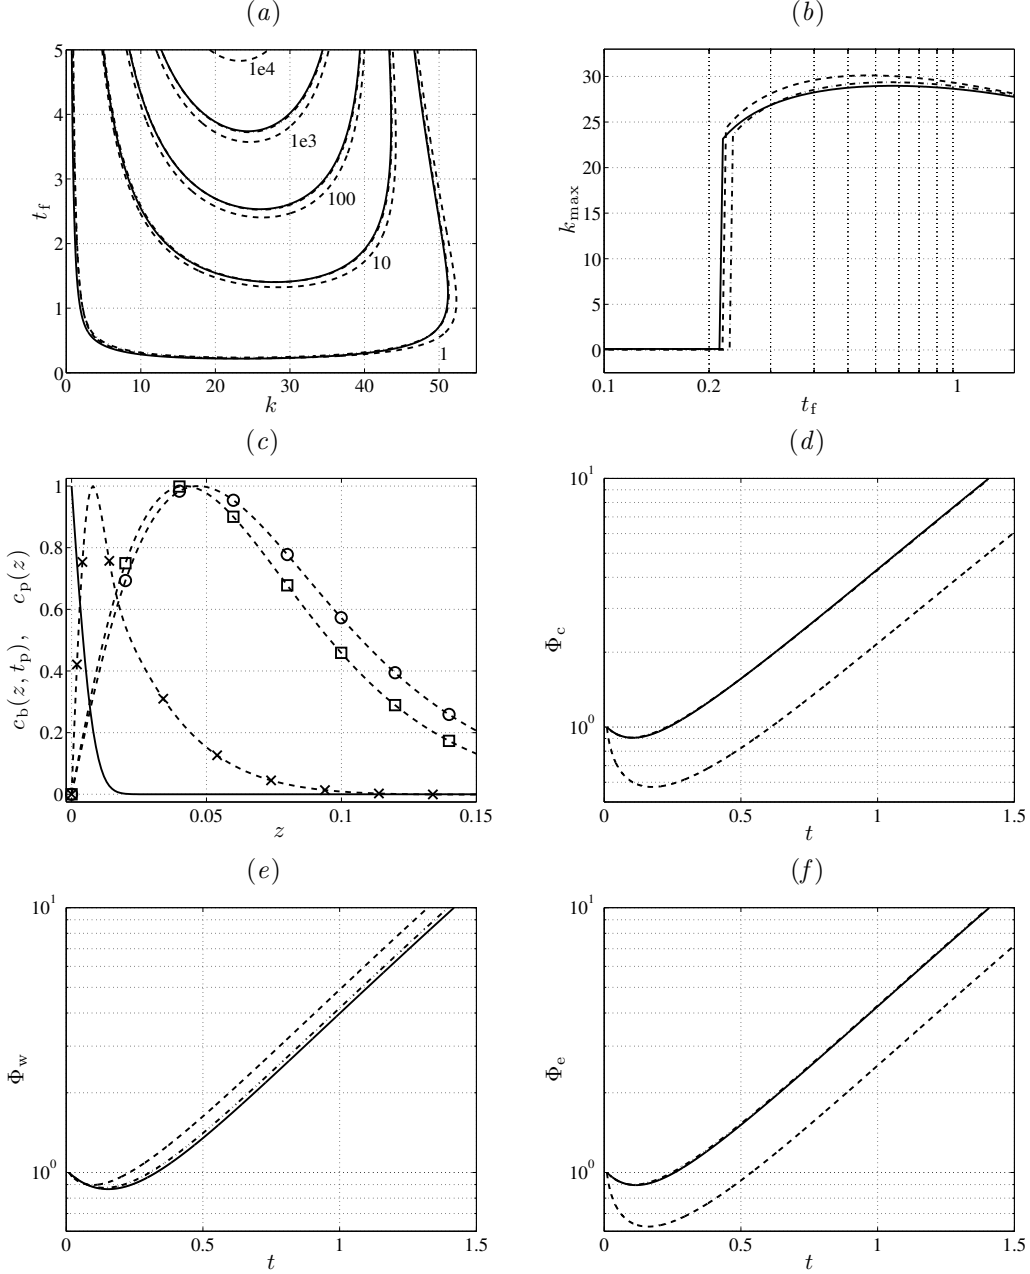 (a)
5
4
3
2
1
0
t_f
1e4
1e3
100
10
1
0 10 20 30 40 50
k
(b)
30
25
20
15
10
5
0
k_max
0.1 0.2 1
t_f
(c)
1
0.8
0.6
0.4
0.2
0
c_b(z, t_p), c_p(z)
0 0.05 0.1 0.15
z
(d)
10^1
10^0
Φ_c
0 0.5 1 1.5
t
(e)
10^1
10^0
Φ_w
0 0.5 1 1.5
t
(f)
10^1
10^0
Φ_e
0 0.5 1 1.5
t